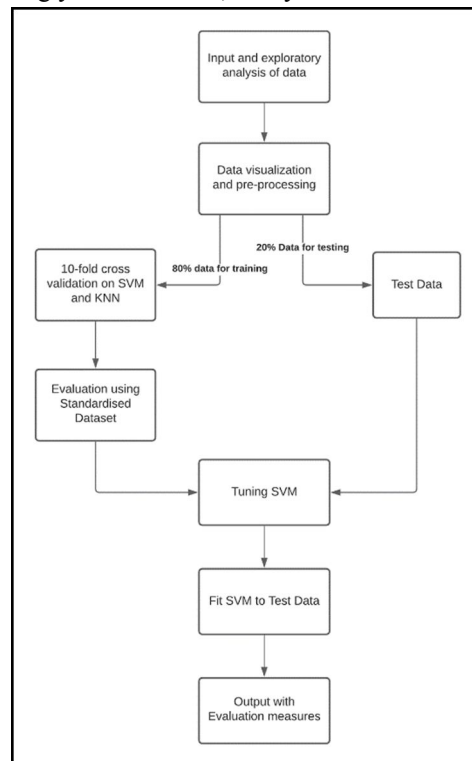 Input and exploratory
analysis of data
Data visualization
and pre-processing
20% Data for testing
80% data for training
10-fold cross
validation on SVM
and KNN
Test Data
Evaluation using
Standardised
Dataset
Tuning SVM
Fit SVM to Test Data
Output with
Evaluation measures